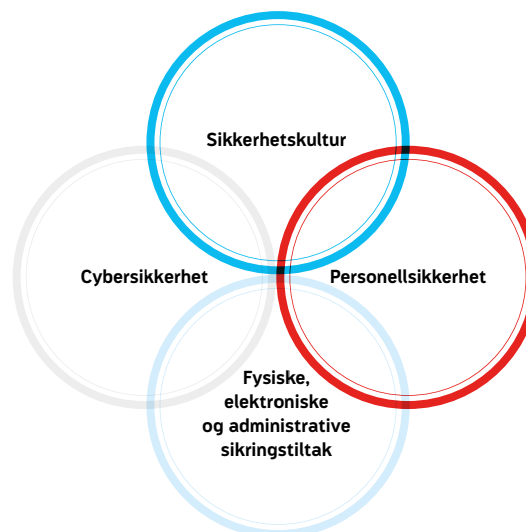 Sikkerhetskultur
Cybersikkerhet
Personellsikkerhet
Fysiske,
elektroniske
og administrative
sikringstiltak